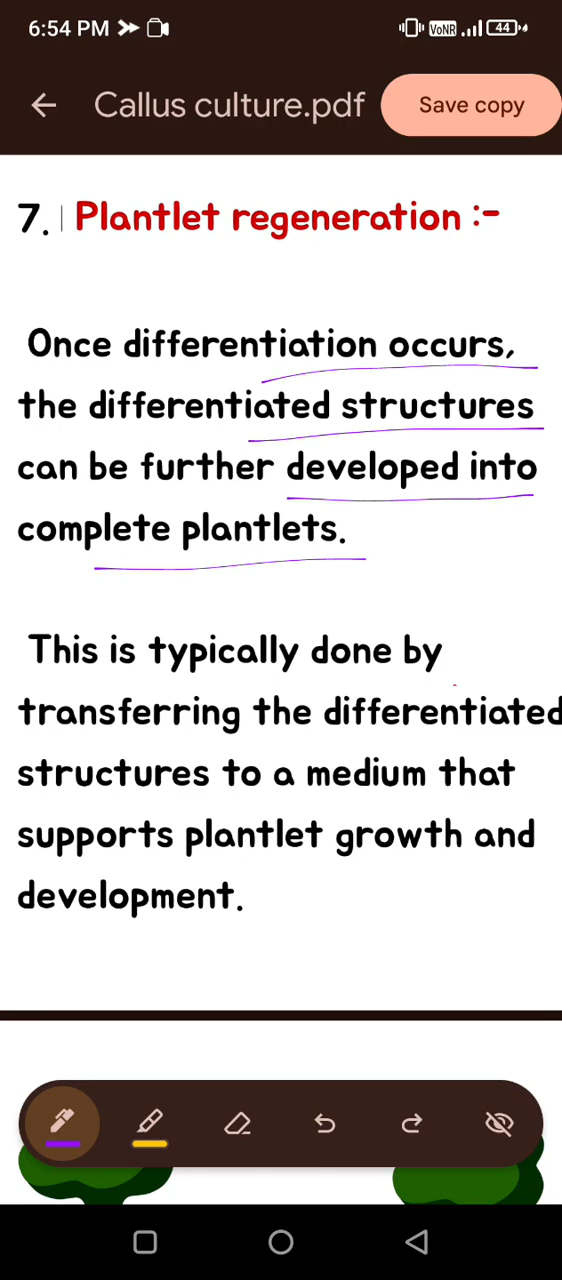 6:54 PM VoNR 44
Callus culture.pdf Save copy
7. Plantlet regeneration :-
Once differentiation occurs,
the differentiated structures
can be further developed into
complete plantlets.
This is typically done by
transferring the differentiated
structures to a medium that
supports plantlet growth and
development.